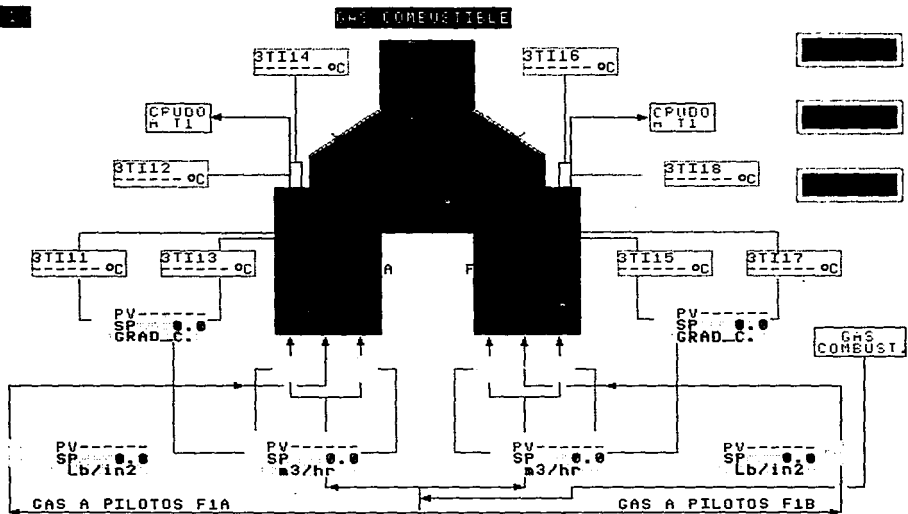 GAS COMBUSTIBLE
3TI14
------ ºC
3TI16
------ ºC
CRUDO
A T1
CRUDO
A T1
3TI12
------ ºC
3TI18
------ ºC
3TI11
------ ºC
3TI13
------ ºC
A
3TI15
------ ºC
3TI17
------ ºC
PV------
SP 0.0
GRAD_C.
PV------
SP 0.0
GRAD_C.
GAS
COMBUST.
PV------
SP 0.0
Lb/in2
PV------
SP 0.0
m3/hr
PV------
SP 0.0
m3/hr
PV------
SP 0.0
Lb/in2
GAS A PILOTOS F1A
GAS A PILOTOS F1B